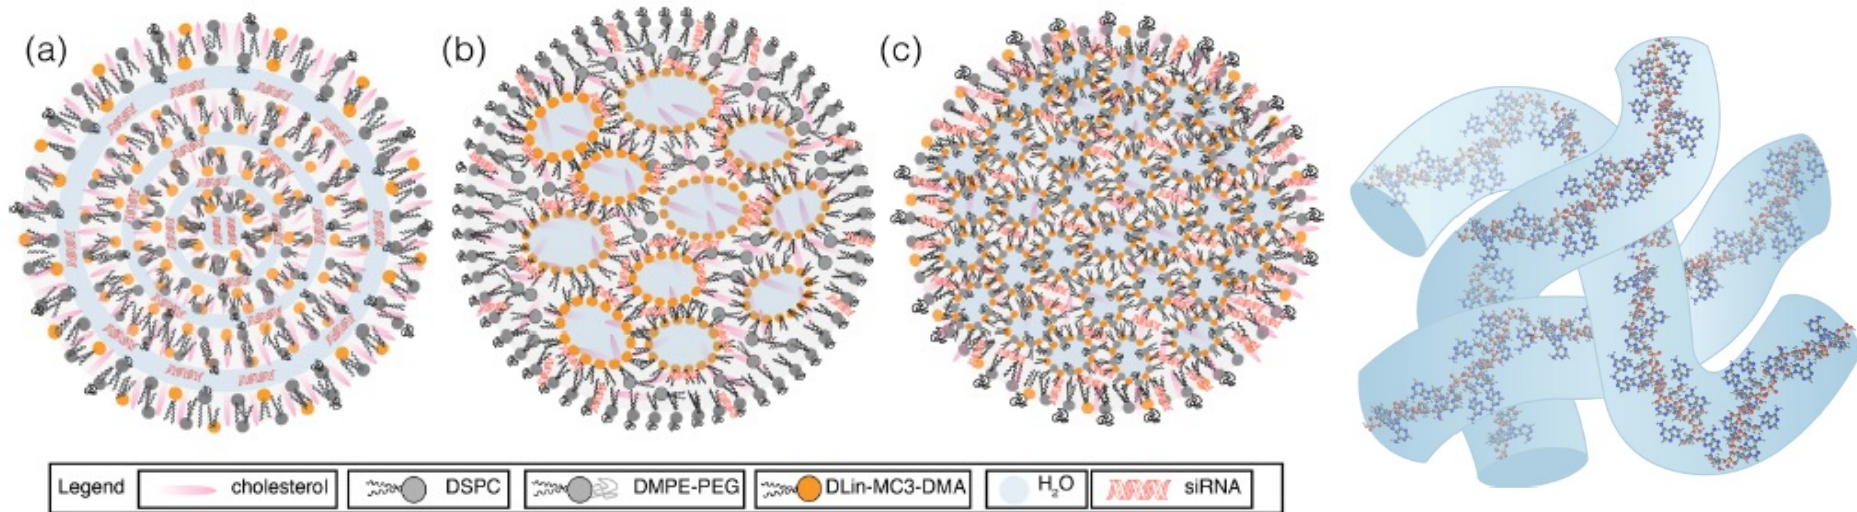 (a) (b) (c)
Legend cholesterol DSPC DMPE-PEG DLin-MC3-DMA H₂O siRNA